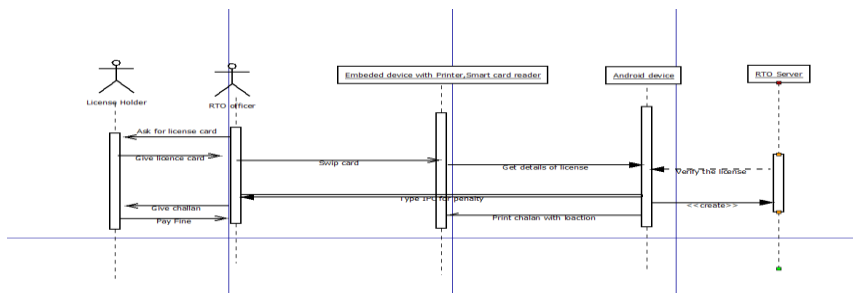 Embeded device with Printer,Smart card reader
Android device
RTO Server
License Holder
RTO officer
Ask for license card
Give licence card
Swip card
Get details of license
Verify the license
Type IPC for penalty
Give challan
<<create>>
Pay Fine
Print chalan with loaction